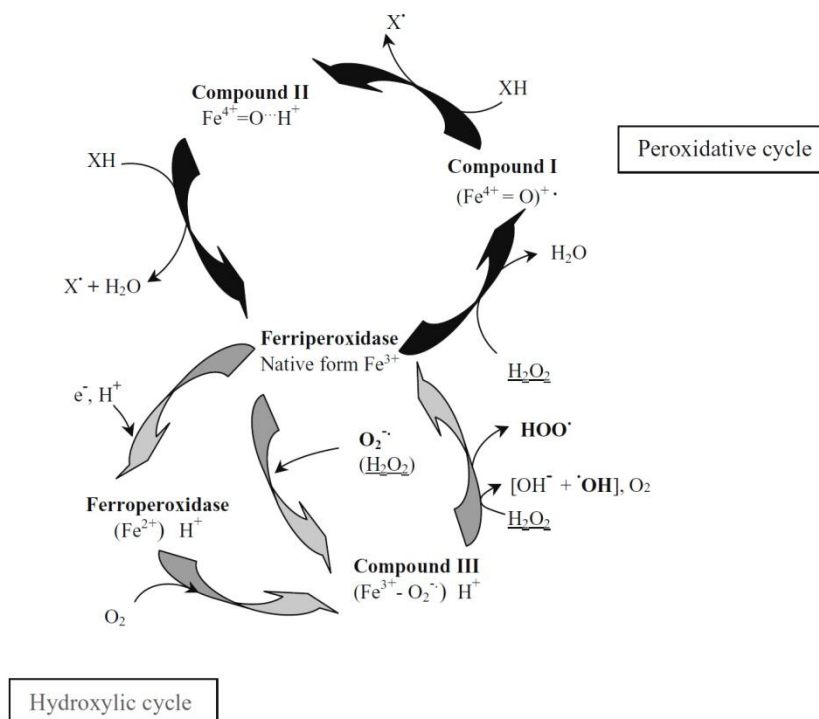 X•
XH
Compound II
Fe⁴⁺=O···H⁺
XH
Compound I
(Fe⁴⁺ = O)⁺ •
Peroxidative cycle
H₂O
X• + H₂O
Ferriperoxidase
Native form Fe³⁺
H₂O₂
e⁻, H⁺
HOO•
O₂⁻•
(H₂O₂)
[OH⁻ + •OH], O₂
H₂O₂
Ferroperoxidase
(Fe²⁺) H⁺
Compound III
(Fe³⁺- O₂⁻•) H⁺
O₂
Hydroxylic cycle